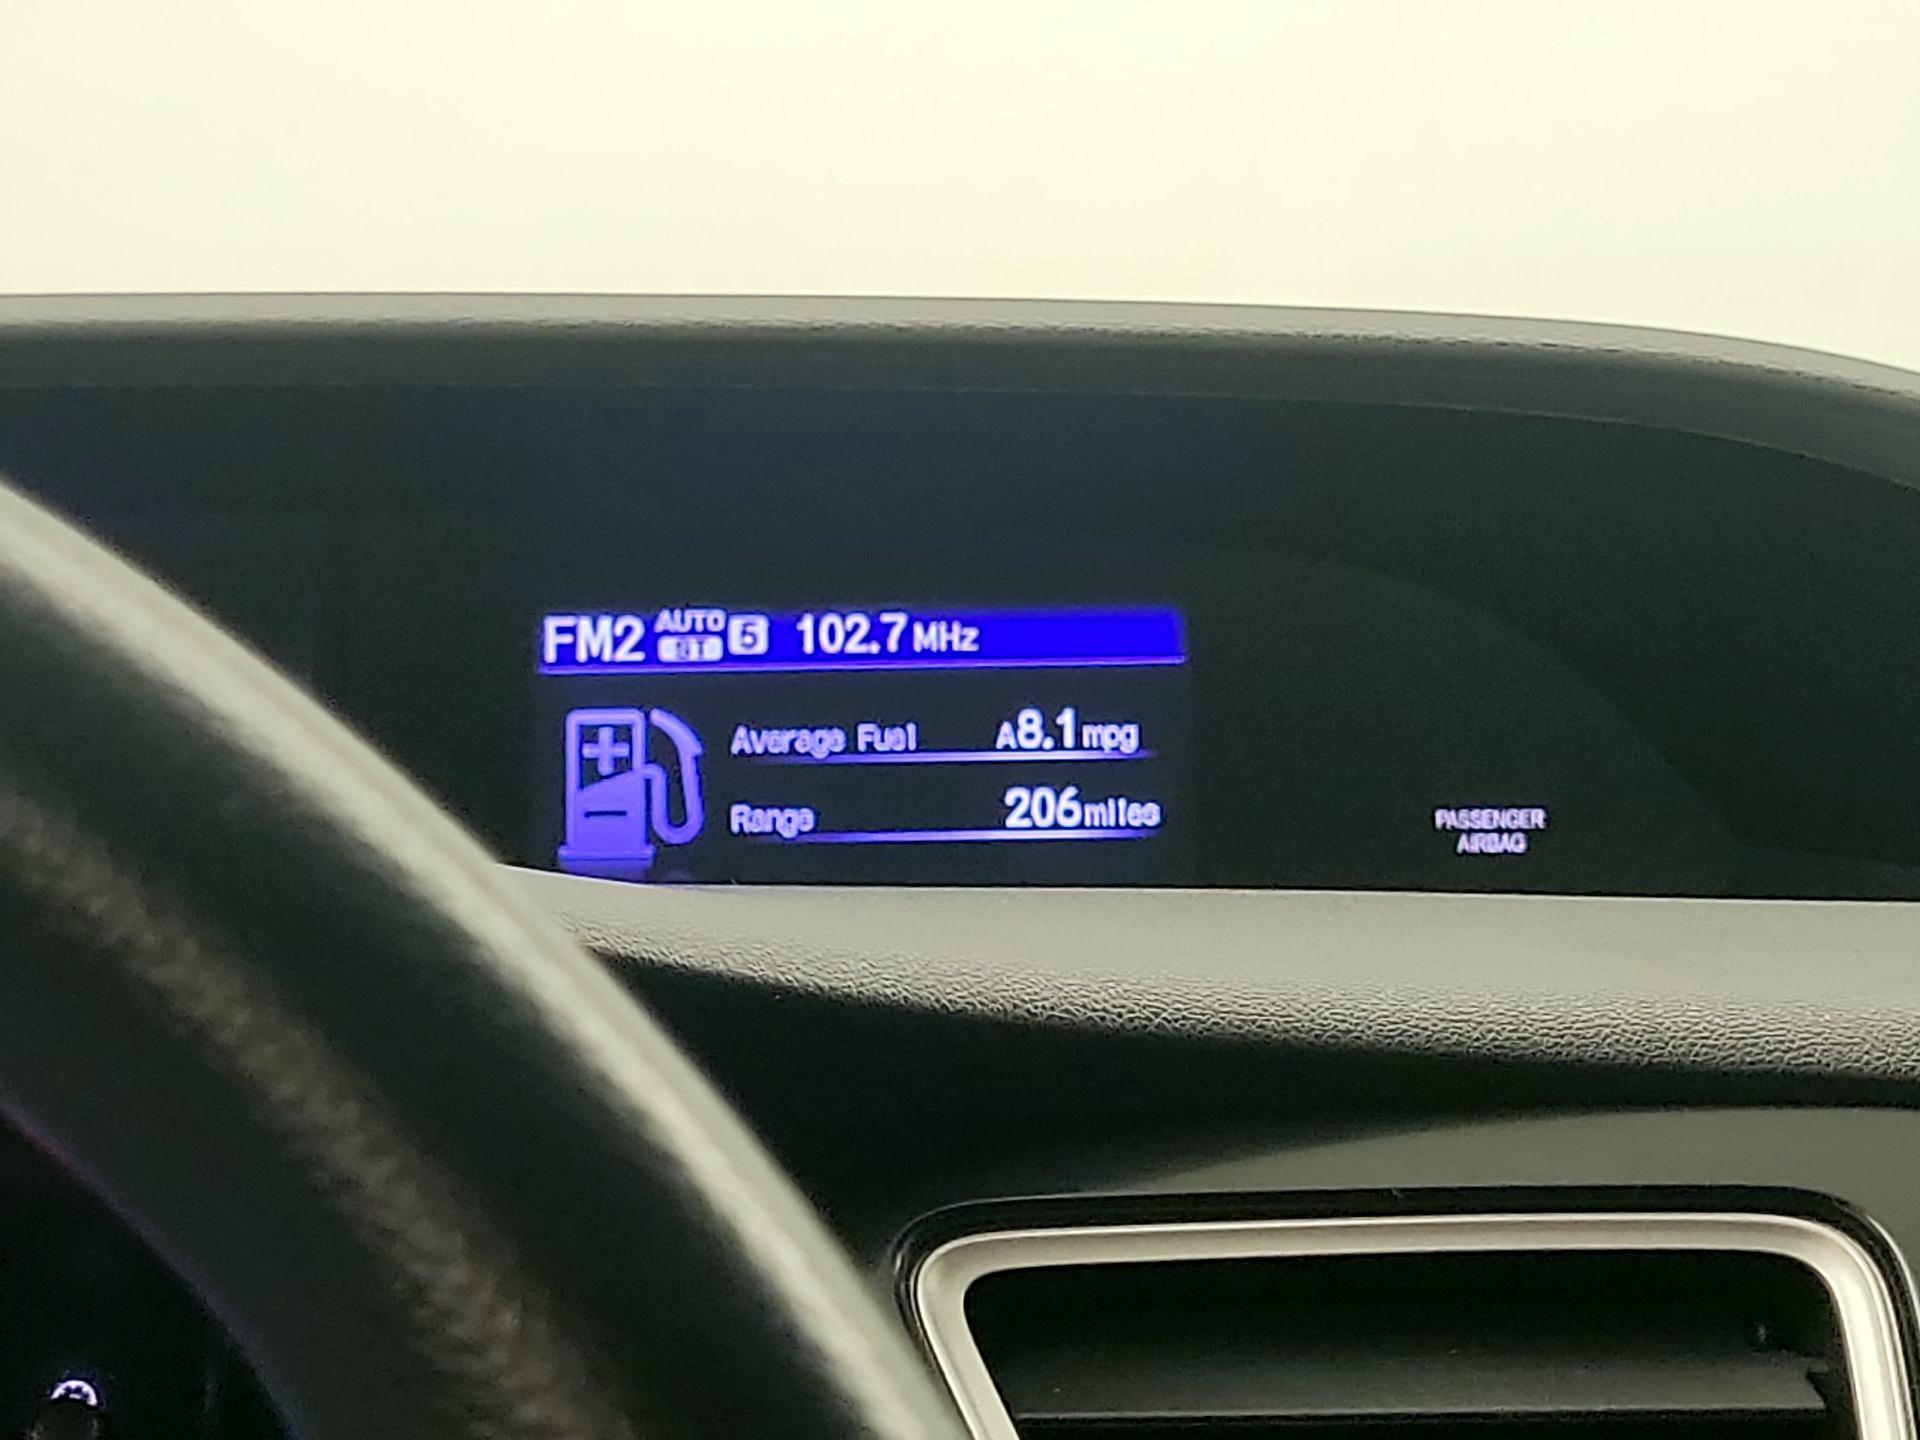 FM2 AUTO ST 5 102.7 MHz
Average Fuel A8.1 mpg
Range 206 miles
PASSENGER
AIRBAG